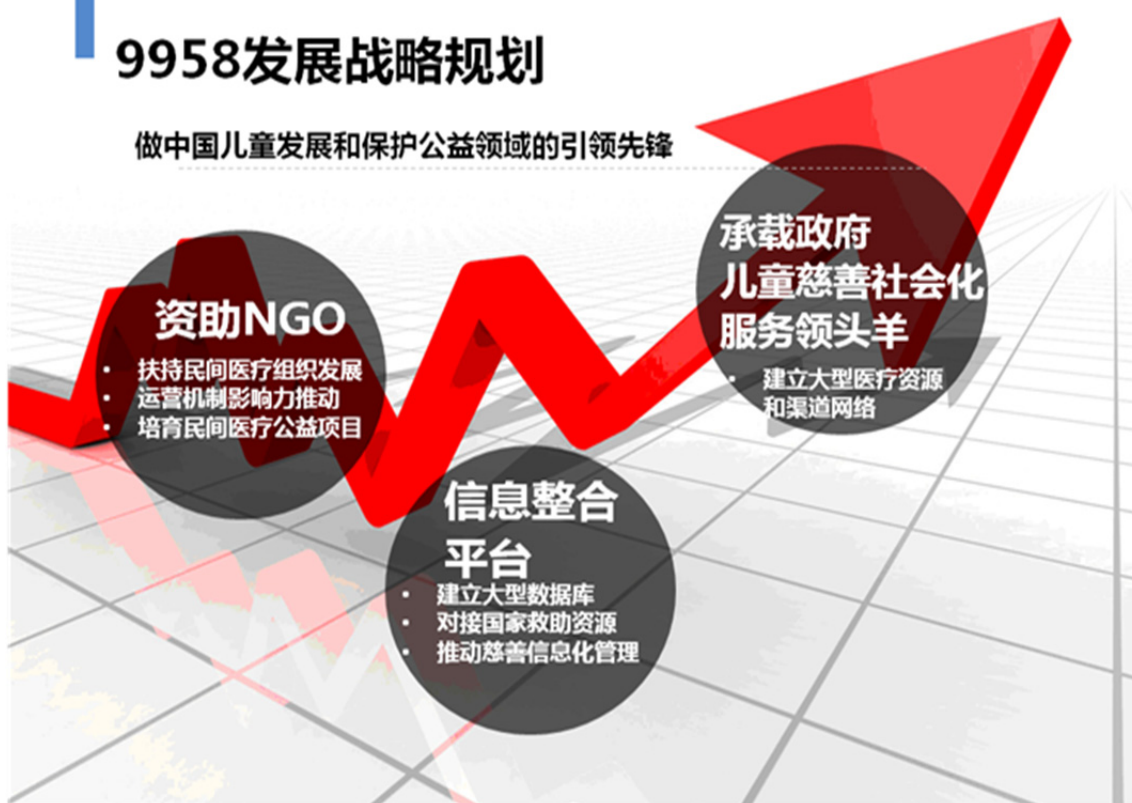 9958发展战略规划
做中国儿童发展和保护公益领域的引领先锋
资助NGO
• 扶持民间医疗组织发展
• 运营机制影响力推动
• 培育民间医疗公益项目
信息整合
平台
• 建立大型数据库
• 对接国家救助资源
• 推动慈善信息化管理
承载政府
儿童慈善社会化
服务领头羊
• 建立大型医疗资源
和渠道网络